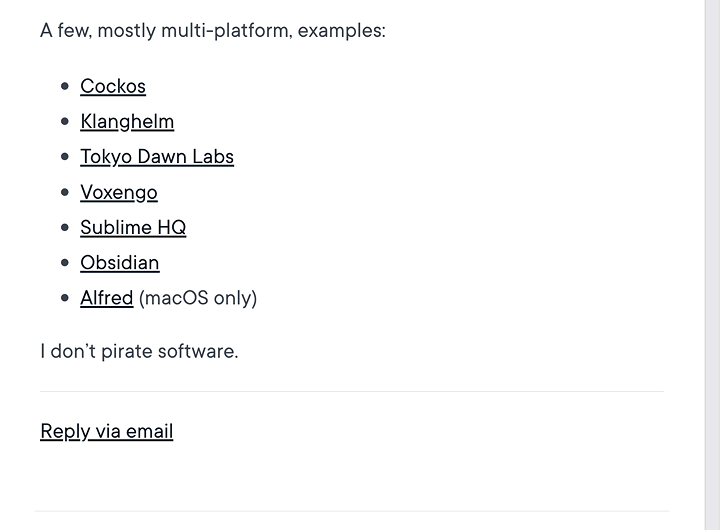 A few, mostly multi-platform, examples:
• Cockos
• Klanghelm
• Tokyo Dawn Labs
• Voxengo
• Sublime HQ
• Obsidian
• Alfred (macOS only)
I don’t pirate software.
Reply via email